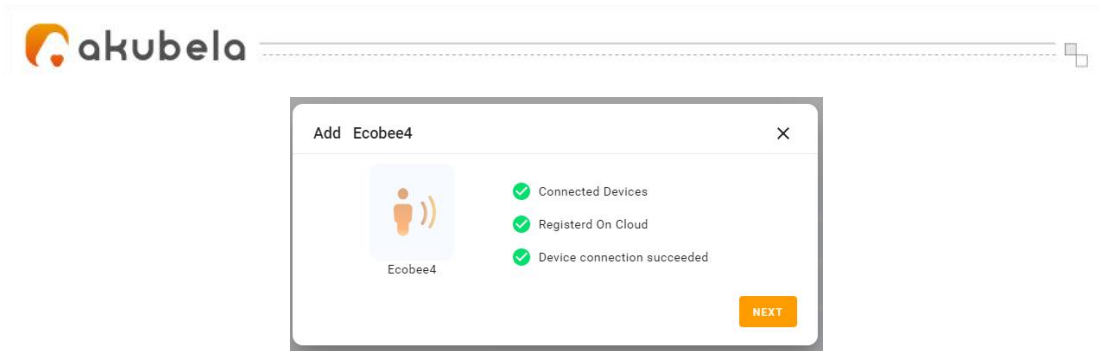 akubela
Add Ecobee4
Connected Devices
Registerd On Cloud
Device connection succeeded
Ecobee4
NEXT